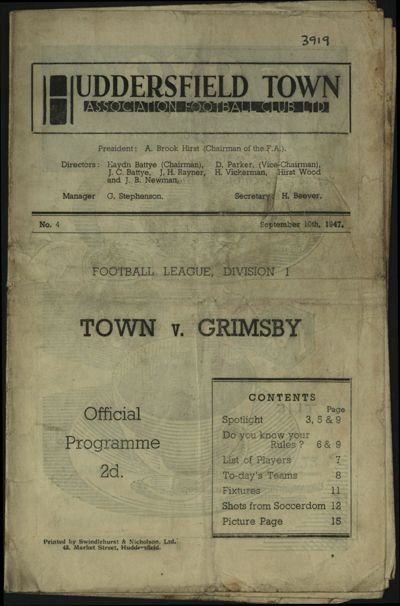 3919
HUDDERSFIELD TOWN
ASSOCIATION FOOTBALL CLUB LTD
President: A. Brook Hirst (Chairman of the F.A.).
Directors: Haydn Battye (Chairman), D. Parker, (Vice-Chairman),
J. C. Battye, J. H. Rayner, H. Vickerman, Hirst Wood
and J. B. Newman.
Manager G. Stephenson. Secretary: H. Beever.
No. 4 September 10th, 1947.
FOOTBALL LEAGUE, DIVISION 1
TOWN v. GRIMSBY
Official
Programme
2d.
CONTENTS
Page
Spotlight 3, 5 & 9
Do you know your
Rules? 6 & 9
List of Players 7
To-day's Teams 8
Fixtures 11
Shots from Soccerdom 12
Picture Page 15
Printed by Swindlehurst & Nicholson, Ltd.
48, Market Street, Huddersfield.